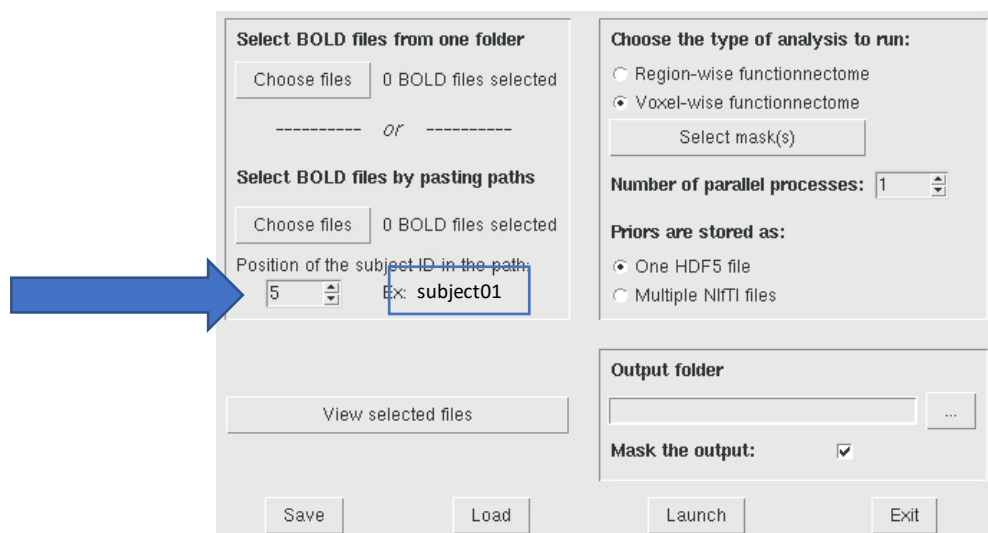 Select BOLD files from one folder
Choose files 0 BOLD files selected
---------- or ----------
Select BOLD files by pasting paths
Choose files 0 BOLD files selected
Position of the subject ID in the path:
5 Ex: subject01
View selected files
Choose the type of analysis to run:
Region-wise functionnectome
Voxel-wise functionnectome
Select mask(s)
Number of parallel processes: 1
Priors are stored as:
One HDF5 file
Multiple NIfTI files
Output folder
...
Mask the output:
Save Load Launch Exit